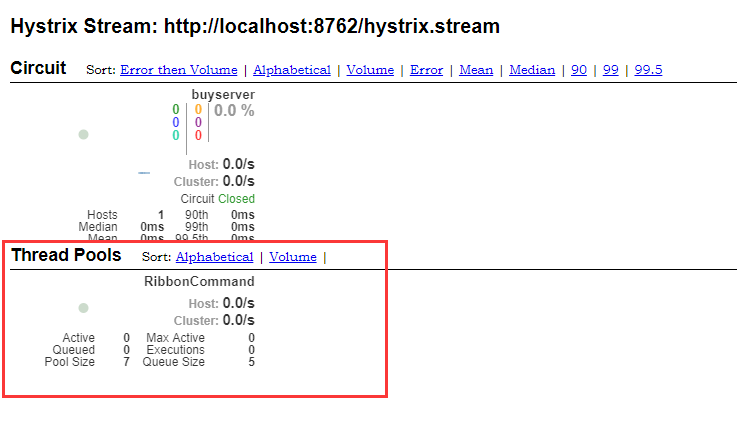 Hystrix Stream: http://localhost:8762/hystrix.stream
Circuit Sort: Error then Volume | Alphabetical | Volume | Error | Mean | Median | 90 | 99 | 99.5
buyserver
0 0 0.0 %
0 0
0 0
Host: 0.0/s
Cluster: 0.0/s
Circuit Closed
Hosts 1 90th 0ms
Median 0ms 99th 0ms
Mean 0ms 99.5th 0ms
Thread Pools Sort: Alphabetical | Volume |
RibbonCommand
Host: 0.0/s
Cluster: 0.0/s
Active 0 Max Active 0
Queued 0 Executions 0
Pool Size 7 Queue Size 5